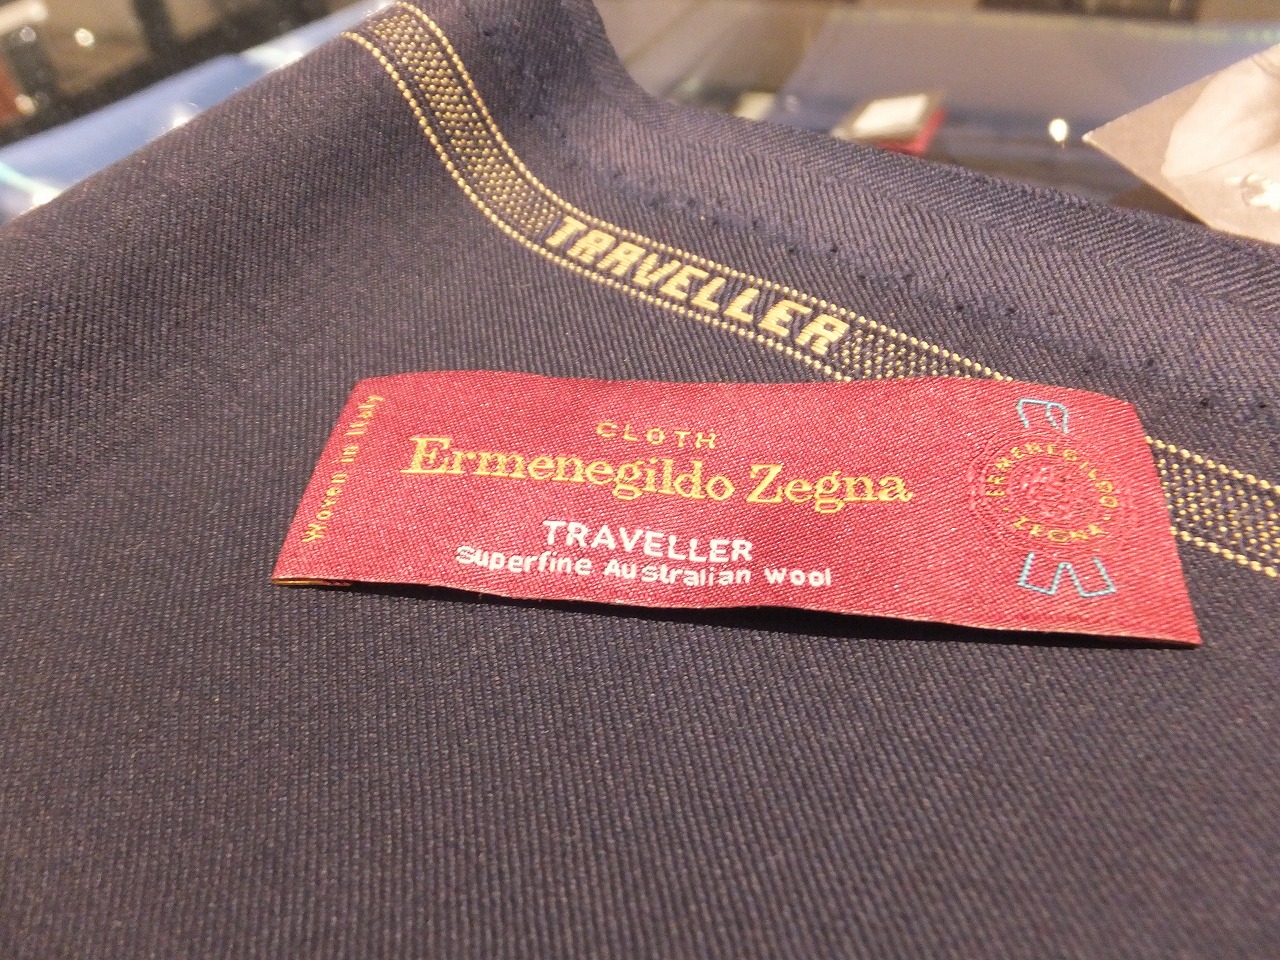 TRAVELLER
Woven in Italy
CLOTH
Ermenegildo Zegna
TRAVELLER
Superfine Australian wool
ERMENEGILDO
ZEGNA